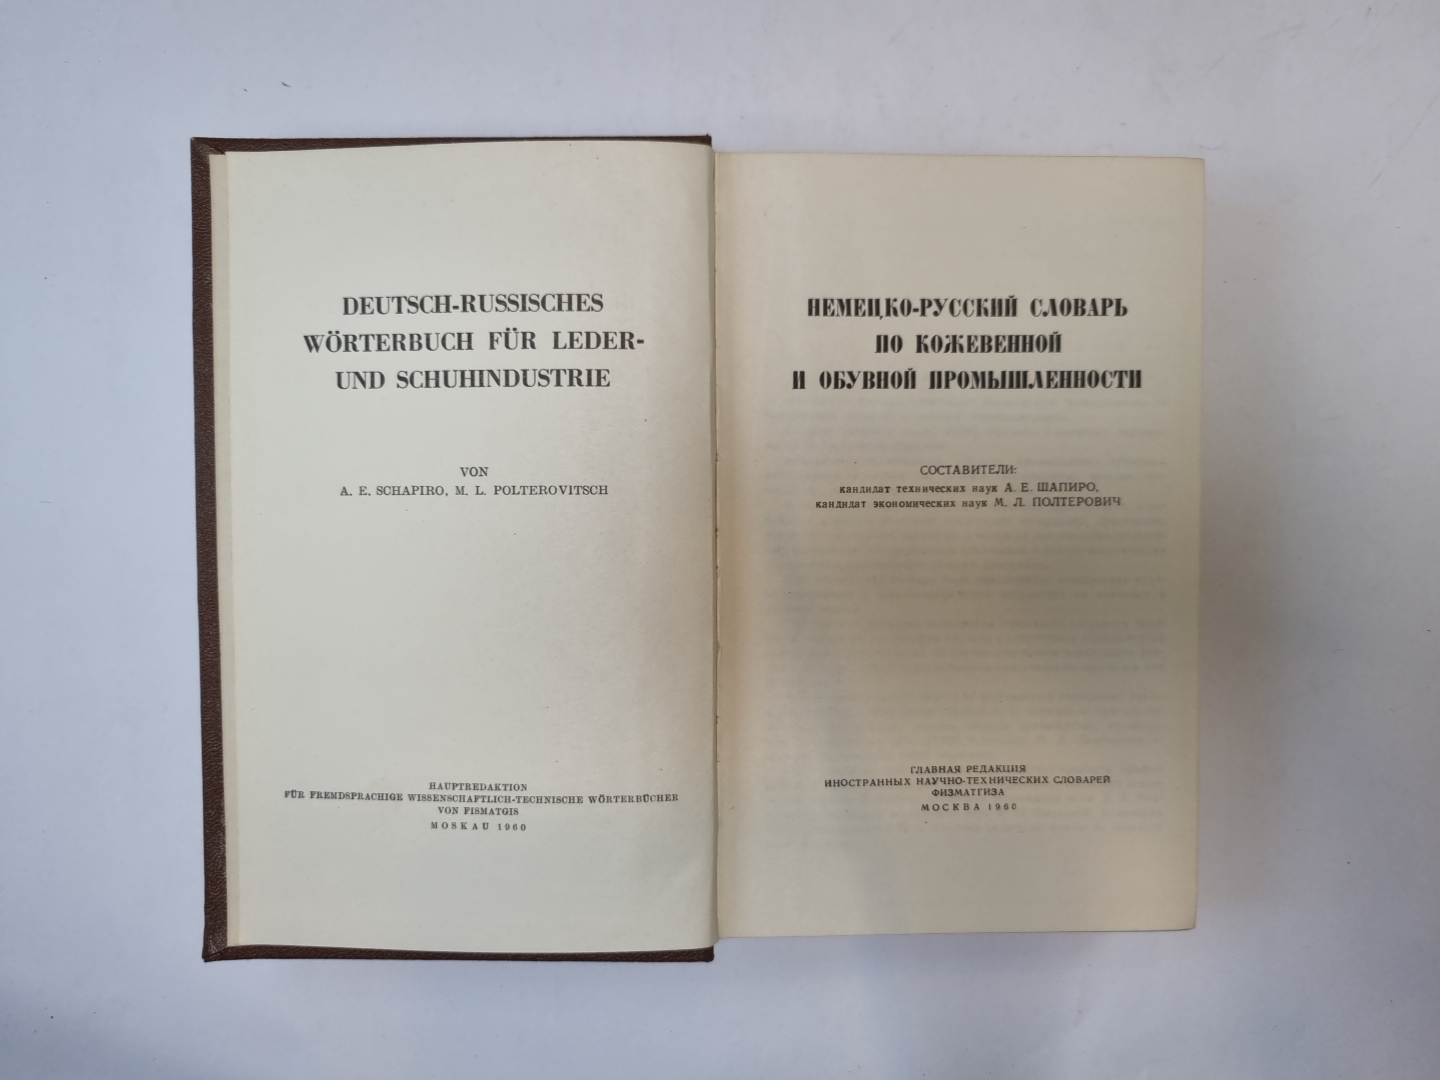 DEUTSCH-RUSSISCHES
WÖRTERBUCH FÜR LEDER-
UND SCHUHINDUSTRIE
VON
A. E. SCHAPIRO, M. L. POLTEROVITSCH
HAUPTREDAKTION
FÜR FREMDSPRACHIGE WISSENSCHAFTLICH-TECHNISCHE WÖRTERBÜCHER
VON FISMATGIS
MOSKAU 1960
НЕМЕЦКО-РУССКИЙ СЛОВАРЬ
ПО КОЖЕВЕННОЙ
И ОБУВНОЙ ПРОМЫШЛЕННОСТИ
СОСТАВИТЕЛИ:
кандидат технических наук А. Е. ШАПИРО,
кандидат экономических наук М. Л. ПОЛТЕРОВИЧ
ГЛАВНАЯ РЕДАКЦИЯ
ИНОСТРАННЫХ НАУЧНО-ТЕХНИЧЕСКИХ СЛОВАРЕЙ
ФИЗМАТГИЗА
МОСКВА 1960